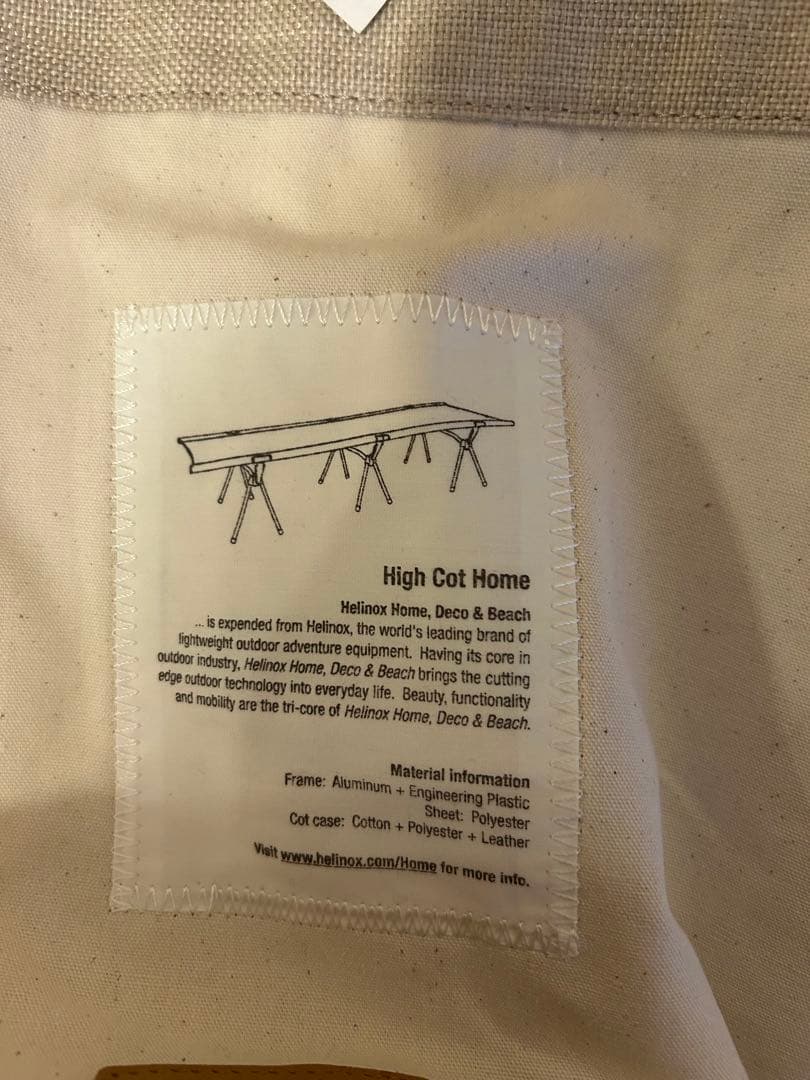 High Cot Home
Helinox Home, Deco & Beach
... is expended from Helinox, the world's leading brand of
lightweight outdoor adventure equipment. Having its core in
outdoor industry, Helinox Home, Deco & Beach brings the cutting
edge outdoor technology into everyday life. Beauty, functionality
and mobility are the tri-core of Helinox Home, Deco & Beach.
Material information
Frame: Aluminum + Engineering Plastic
Sheet: Polyester
Cot case: Cotton + Polyester + Leather
Visit www.helinox.com/Home for more info.